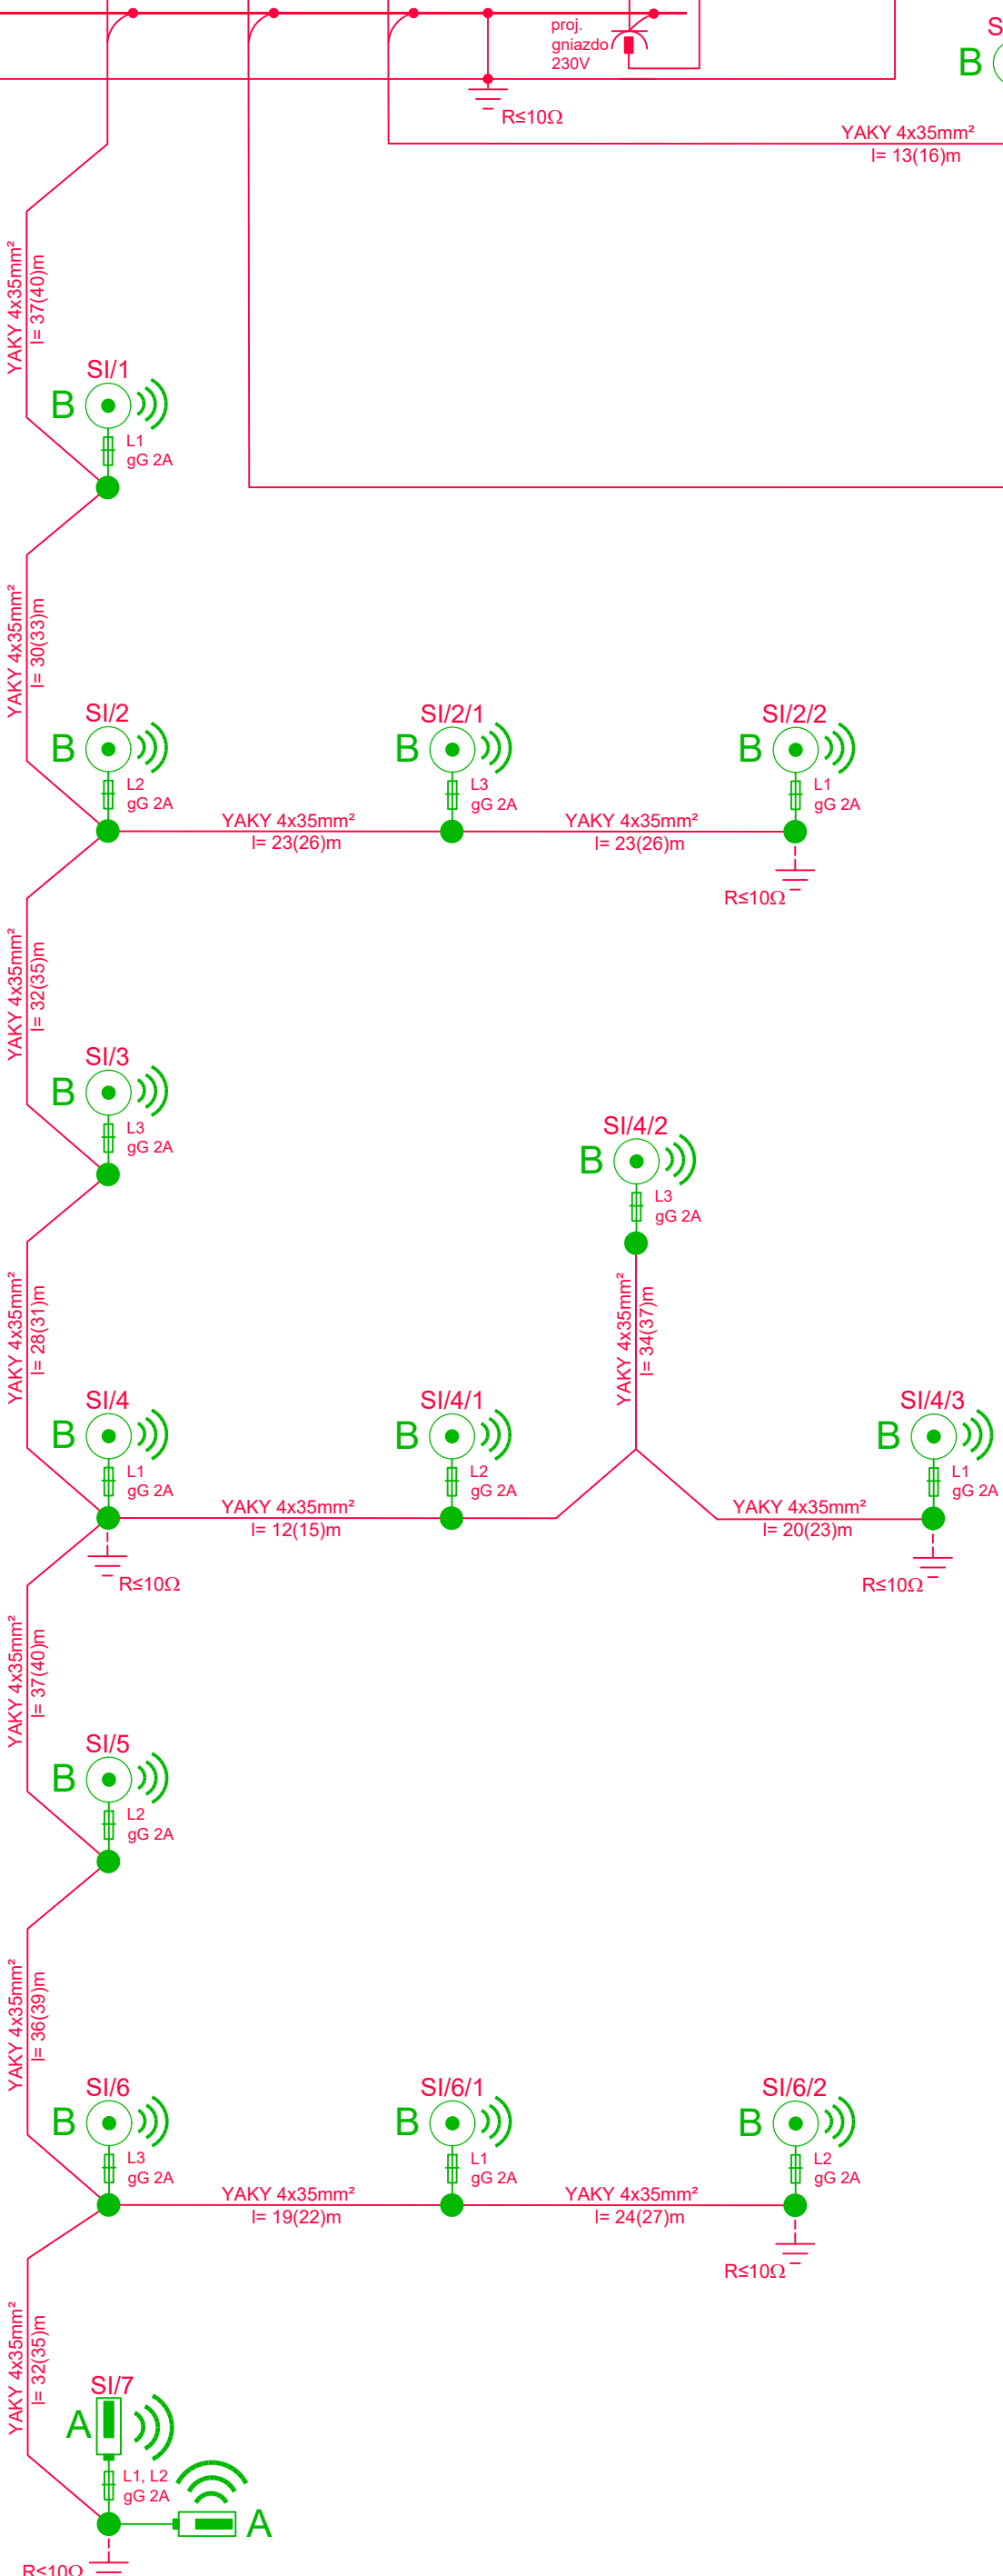 proj.
gniazdo
230V
R≤10Ω
S
B
YAKY 4x35mm²
l= 13(16)m
YAKY 4x35mm²
l= 37(40)m
SI/1
B
L1
gG 2A
YAKY 4x35mm²
l= 30(33)m
SI/2
B
L2
gG 2A
YAKY 4x35mm²
l= 23(26)m
SI/2/1
B
L3
gG 2A
YAKY 4x35mm²
l= 23(26)m
SI/2/2
B
L1
gG 2A
R≤10Ω
YAKY 4x35mm²
l= 32(35)m
SI/3
B
L3
gG 2A
SI/4/2
B
L3
gG 2A
YAKY 4x35mm²
l= 34(37)m
YAKY 4x35mm²
l= 28(31)m
SI/4
B
L1
gG 2A
R≤10Ω
YAKY 4x35mm²
l= 12(15)m
SI/4/1
B
L2
gG 2A
YAKY 4x35mm²
l= 20(23)m
SI/4/3
B
L1
gG 2A
R≤10Ω
YAKY 4x35mm²
l= 37(40)m
SI/5
B
L2
gG 2A
YAKY 4x35mm²
l= 36(39)m
SI/6
B
L3
gG 2A
YAKY 4x35mm²
l= 19(22)m
SI/6/1
B
L1
gG 2A
YAKY 4x35mm²
l= 24(27)m
SI/6/2
B
L2
gG 2A
R≤10Ω
YAKY 4x35mm²
l= 32(35)m
SI/7
A
L1, L2
gG 2A
A
R≤10Ω